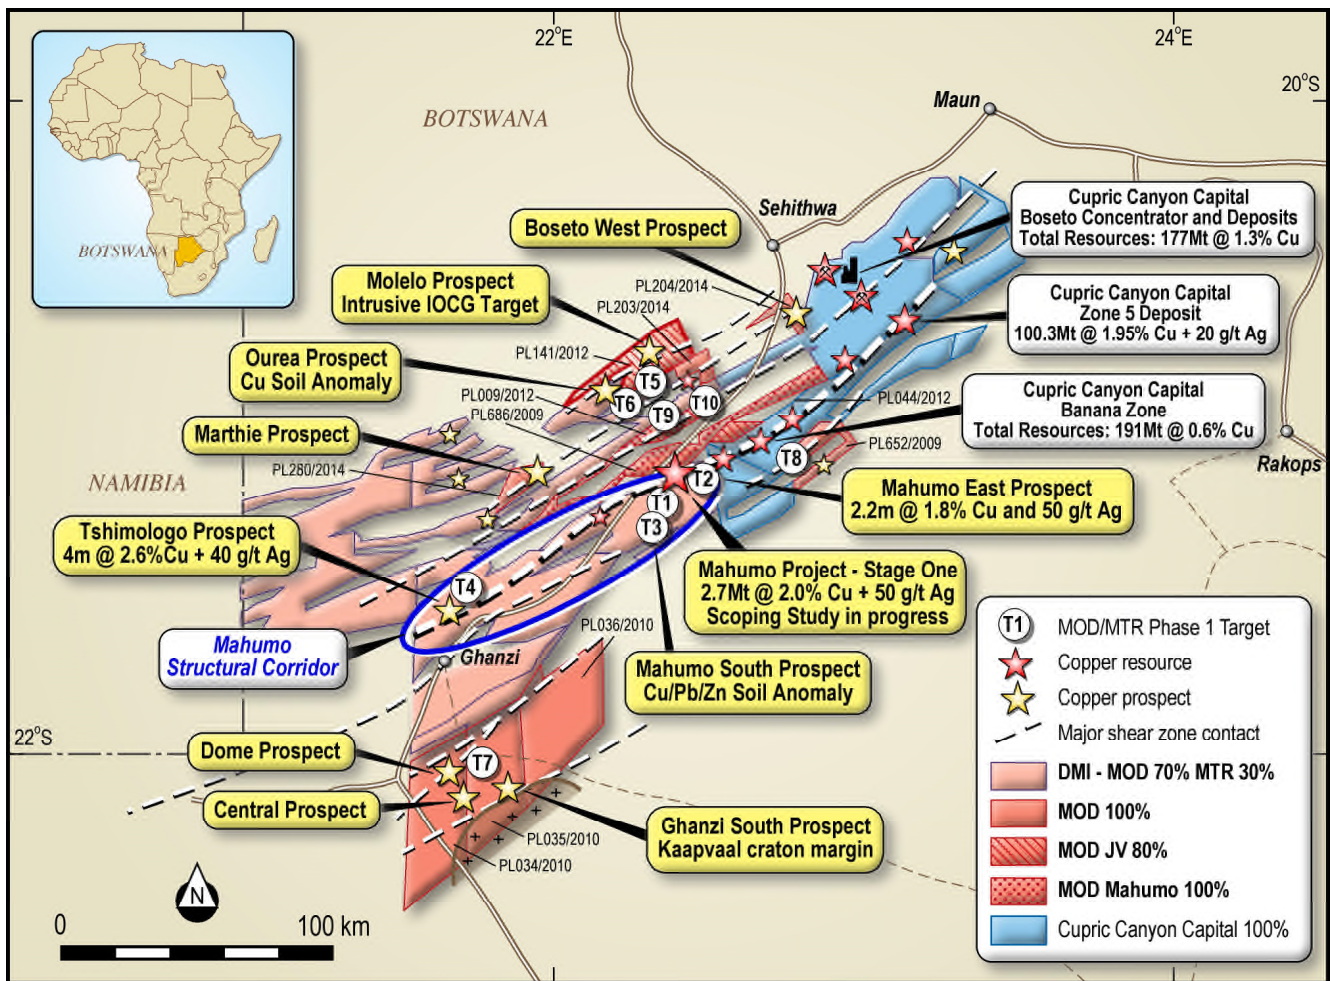 22°E
24°E
20°S
BOTSWANA
Maun
Sehithwa
BOTSWANA
Cupric Canyon Capital
Boseto Concentrator and Deposits
Total Resources: 177Mt @ 1.3% Cu
Boseto West Prospect
Molelo Prospect
Intrusive IOCG Target
PL204/2014
PL203/2014
Cupric Canyon Capital
Zone 5 Deposit
100.3Mt @ 1.95% Cu + 20 g/t Ag
Ourea Prospect
Cu Soil Anomaly
PL141/2012
PL009/2012
PL686/2009
T5
T6
T9
T10
PL044/2012
Cupric Canyon Capital
Banana Zone
Total Resources: 191Mt @ 0.6% Cu
Marthie Prospect
PL280/2014
PL652/2009
Rakops
NAMIBIA
T8
T2
T1
T3
Mahumo East Prospect
2.2m @ 1.8% Cu and 50 g/t Ag
Tshimologo Prospect
4m @ 2.6%Cu + 40 g/t Ag
T4
Mahumo Project - Stage One
2.7Mt @ 2.0% Cu + 50 g/t Ag
Scoping Study in progress
Mahumo
Structural Corridor
Ghanzi
PL036/2010
Mahumo South Prospect
Cu/Pb/Zn Soil Anomaly
22°S
Dome Prospect
T7
Central Prospect
Ghanzi South Prospect
Kaapvaal craton margin
PL035/2010
PL034/2010
T1
MOD/MTR Phase 1 Target
Copper resource
Copper prospect
Major shear zone contact
DMI - MOD 70% MTR 30%
MOD 100%
MOD JV 80%
MOD Mahumo 100%
Cupric Canyon Capital 100%
N
0
100 km